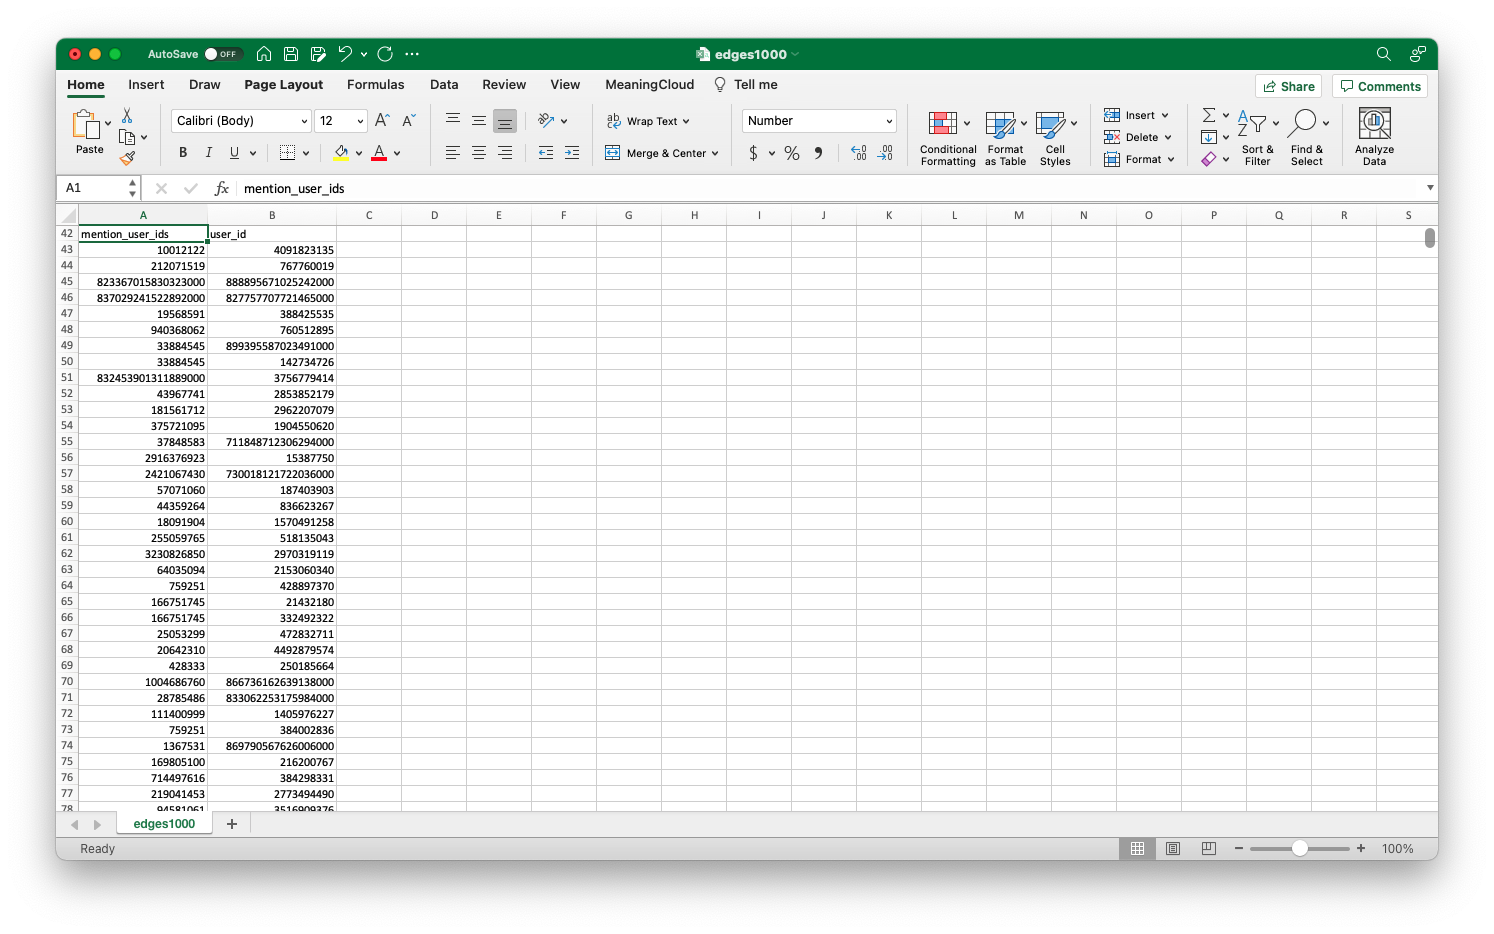 AutoSave OFF edges1000
Home Insert Draw Page Layout Formulas Data Review View MeaningCloud Tell me Share Comments
Paste Calibri (Body) 12 A A ab Wrap Text Number Conditional Formatting Format as Table Cell Styles Insert Delete Format Sort & Filter Find & Select Analyze Data
B I U A Merge & Center $ % 9 .00 .00
A1 fx mention_user_ids
A B C D E F G H I J K L M N O P Q R S
42 mention_user_ids user_id
43 10012122 4091823135
44 212071519 767760019
45 823367015830323000 888895671025242000
46 837029241522892000 827757707721465000
47 19568591 388425535
48 940368062 760512895
49 33884545 899395587023491000
50 33884545 142734726
51 832453901311889000 3756779414
52 43967741 2853852179
53 181561712 2962207079
54 375721095 1904550620
55 37848583 711848712306294000
56 2916376923 15387750
57 2421067430 730018121722036000
58 57071060 187403903
59 44359264 836623267
60 18091904 1570491258
61 255059765 518135043
62 3230826850 2970319119
63 64035094 2153060340
64 759251 428897370
65 166751745 21432180
66 166751745 332492322
67 25053299 472832711
68 20642310 4492879574
69 428333 250185664
70 1004686760 866736162639138000
71 28785486 833062253175984000
72 111400999 1405976227
73 759251 384002836
74 1367531 869790567626006000
75 169805100 216200767
76 714497616 384298331
77 219041453 2773494490
78 94581061 3516909376
edges1000 +
Ready 100%